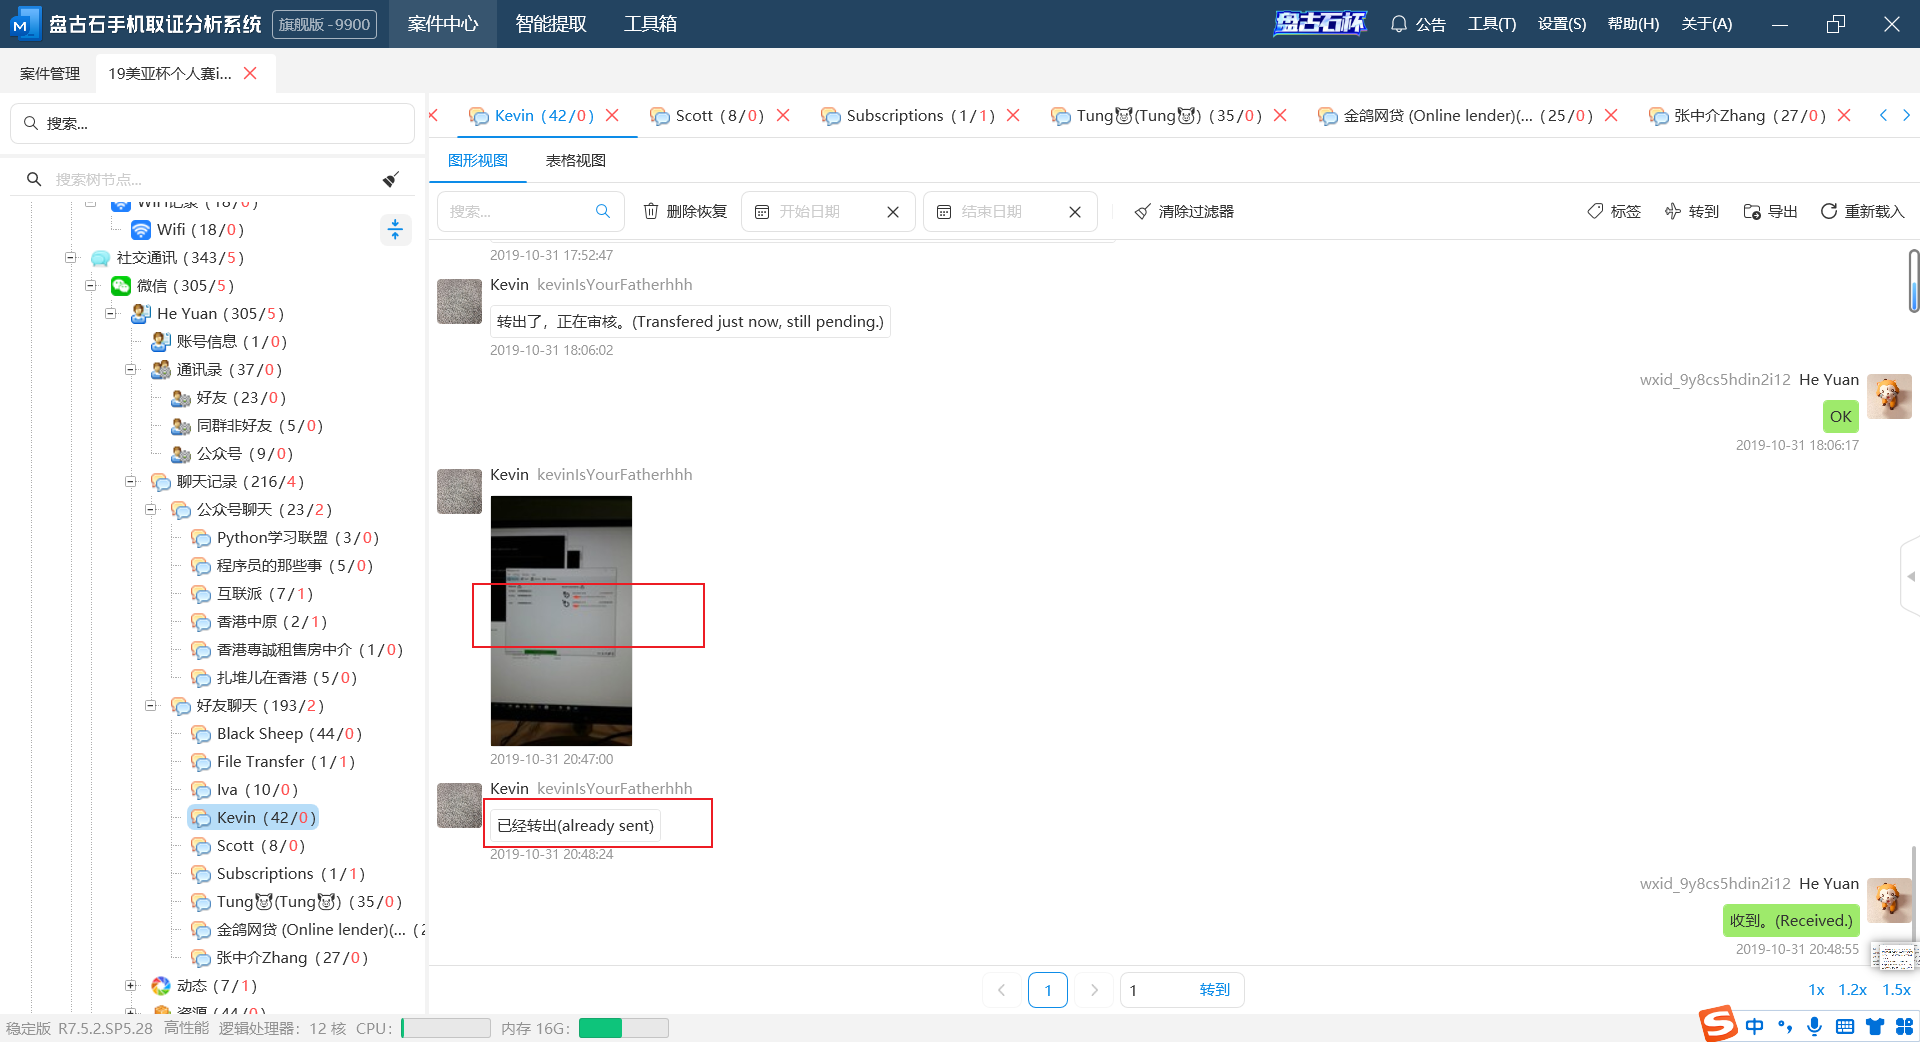 盘古石手机取证分析系统 旗舰版 -9900 案件中心 智能提取 工具箱 盘古石杯 公告 工具(T) 设置(S) 帮助(H) 关于(A)
案件管理 19美亚杯个人赛i...
搜索...
搜索树节点...
WIFI记录 (18/0)
Wifi (18/0)
社交通讯 (343/5)
微信 (305/5)
He Yuan (305/5)
账号信息 (1/0)
通讯录 (37/0)
好友 (23/0)
同群非好友 (5/0)
公众号 (9/0)
聊天记录 (216/4)
公众号聊天 (23/2)
Python学习联盟 (3/0)
程序员的那些事 (5/0)
互联派 (7/1)
香港中原 (2/1)
香港專誠租售房中介 (1/0)
扎堆儿在香港 (5/0)
好友聊天 (193/2)
Black Sheep (44/0)
File Transfer (1/1)
Iva (10/0)
Kevin (42/0)
Scott (8/0)
Subscriptions (1/1)
Tung🐷(Tung🐷) (35/0)
金鸽网贷 (Online lender)(... (2
张中介Zhang (27/0)
动态 (7/1)
资源 (44/0)
Kevin (42/0) Scott (8/0) Subscriptions (1/1) Tung🐷(Tung🐷) (35/0) 金鸽网贷 (Online lender)(... (25/0) 张中介Zhang (27/0)
图形视图 表格视图
搜索... 删除恢复 开始日期 结束日期 清除过滤器 标签 转到 导出 重新载入
2019-10-31 17:52:47
Kevin kevinIsYourFatherhhh
转出了，正在审核。(Transfered just now, still pending.)
2019-10-31 18:06:02
wxid_9y8cs5hdin2i12 He Yuan
OK
2019-10-31 18:06:17
Kevin kevinIsYourFatherhhh
2019-10-31 20:47:00
Kevin kevinIsYourFatherhhh
已经转出(already sent)
2019-10-31 20:48:24
wxid_9y8cs5hdin2i12 He Yuan
收到。(Received.)
2019-10-31 20:48:55
1 1 转到
1x 1.2x 1.5x
稳定版 R7.5.2.SP5.28 高性能 逻辑处理器：12 核 CPU： 内存 16G：
中